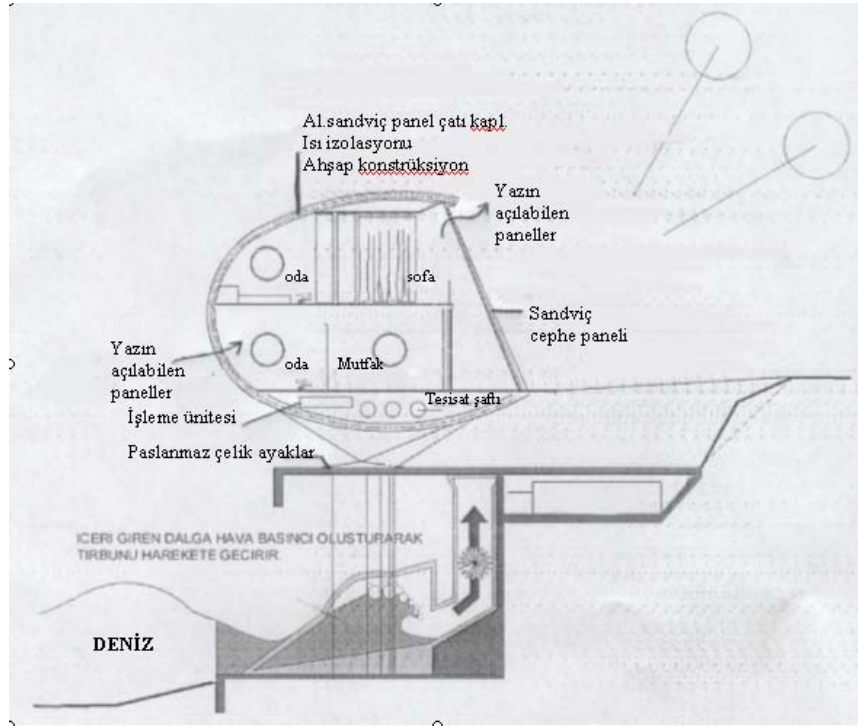 Al.sandviç panel çatı kapl.
Isı izolasyonu
Ahşap konstrüksiyon
Yazın
açılabilen
paneller
oda
sofa
Sandviç
cephe paneli
Yazın
açılabilen
paneller
oda
Mutfak
Tesisat şaftı
İşleme ünitesi
Paslanmaz çelik ayaklar
ICERI GIREN DALGA HAVA BASINCI OLUSTURARAK
TIRBUNU HAREKETE GECIRIR.
DENİZ